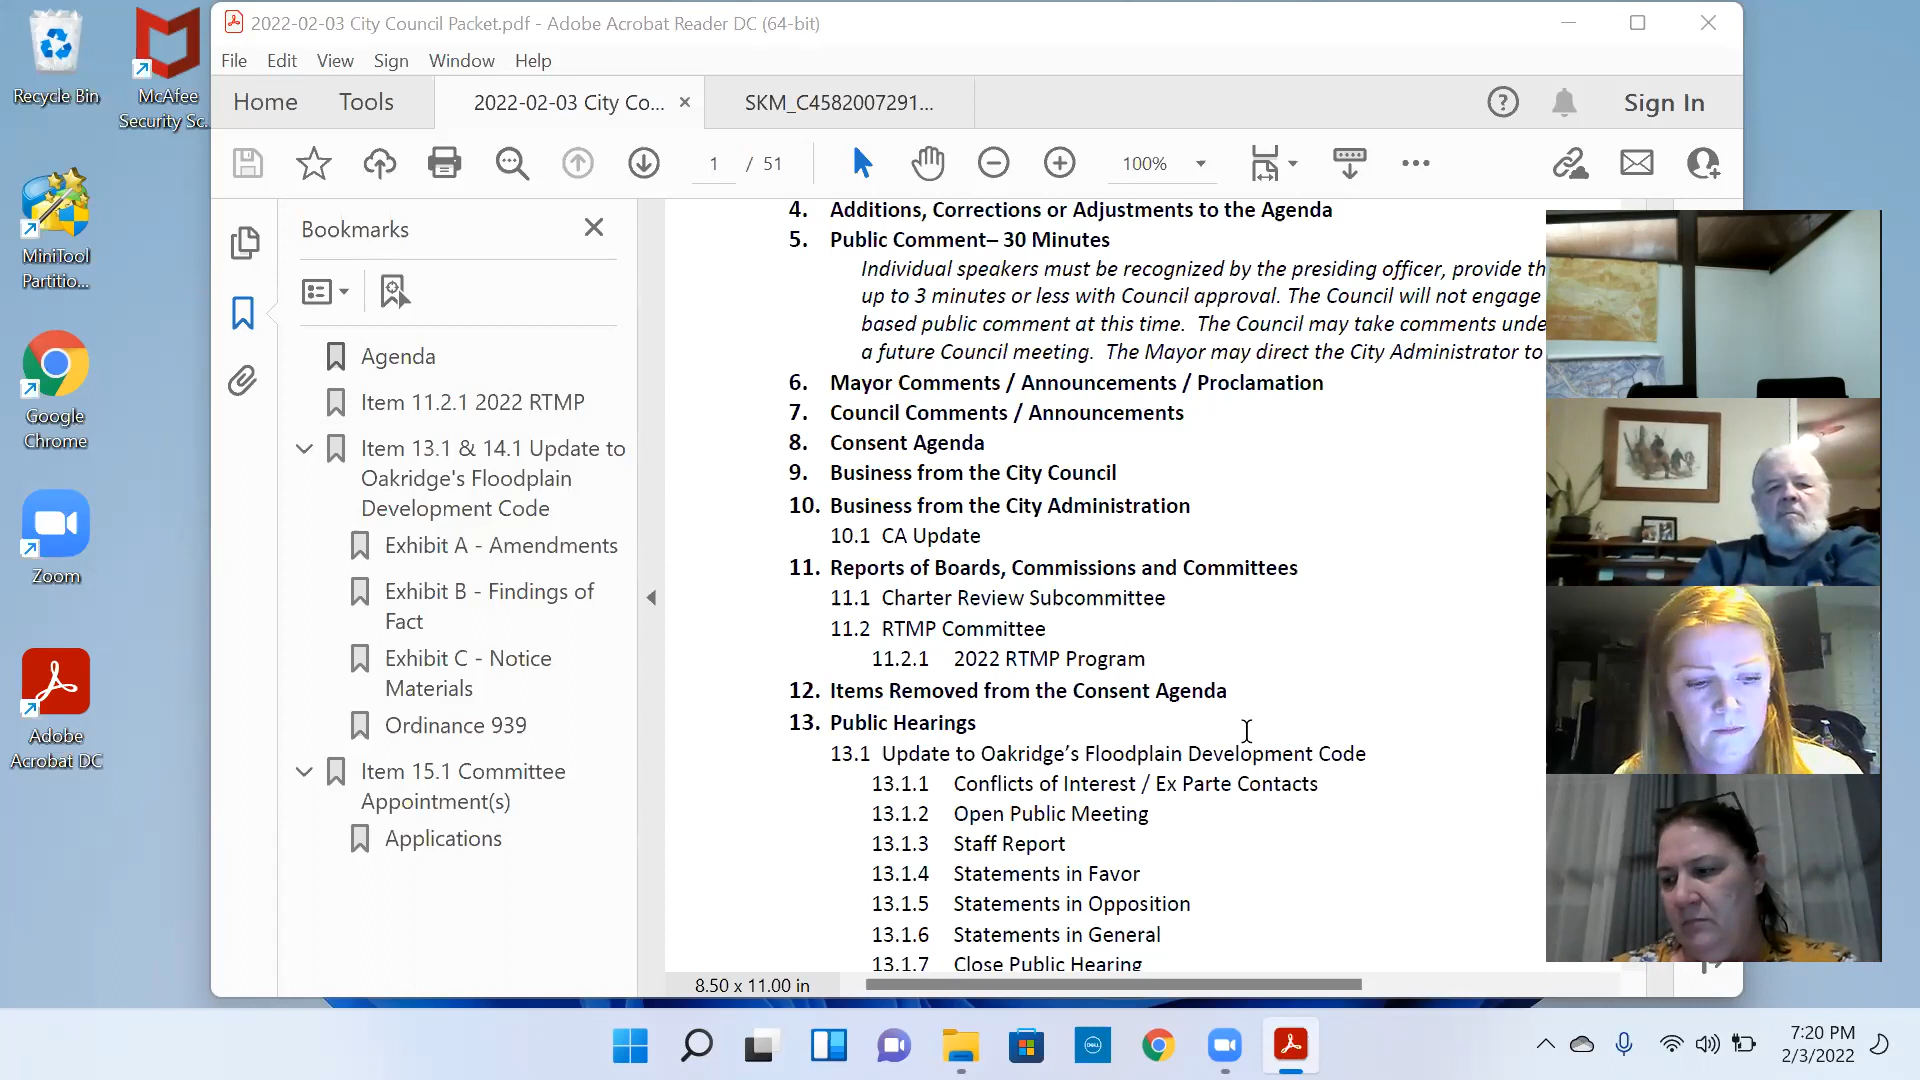 Recycle Bin
McAfee
Security Sc...
MiniTool
Partitio...
Google
Chrome
Zoom
Adobe
Acrobat DC
2022-02-03 City Council Packet.pdf - Adobe Acrobat Reader DC (64-bit)
File Edit View Sign Window Help
Home Tools 2022-02-03 City Co... SKM_C4582007291... Sign In
1 / 51 100%
Bookmarks
Agenda
Item 11.2.1 2022 RTMP
Item 13.1 & 14.1 Update to
Oakridge's Floodplain
Development Code
Exhibit A - Amendments
Exhibit B - Findings of
Fact
Exhibit C - Notice
Materials
Ordinance 939
Item 15.1 Committee
Appointment(s)
Applications
4. Additions, Corrections or Adjustments to the Agenda
5. Public Comment– 30 Minutes
Individual speakers must be recognized by the presiding officer, provide th
up to 3 minutes or less with Council approval. The Council will not engage
based public comment at this time. The Council may take comments unde
a future Council meeting. The Mayor may direct the City Administrator to
6. Mayor Comments / Announcements / Proclamation
7. Council Comments / Announcements
8. Consent Agenda
9. Business from the City Council
10. Business from the City Administration
10.1 CA Update
11. Reports of Boards, Commissions and Committees
11.1 Charter Review Subcommittee
11.2 RTMP Committee
11.2.1 2022 RTMP Program
12. Items Removed from the Consent Agenda
13. Public Hearings
13.1 Update to Oakridge’s Floodplain Development Code
13.1.1 Conflicts of Interest / Ex Parte Contacts
13.1.2 Open Public Meeting
13.1.3 Staff Report
13.1.4 Statements in Favor
13.1.5 Statements in Opposition
13.1.6 Statements in General
13.1.7 Close Public Hearing
8.50 x 11.00 in
DELL
7:20 PM
2/3/2022